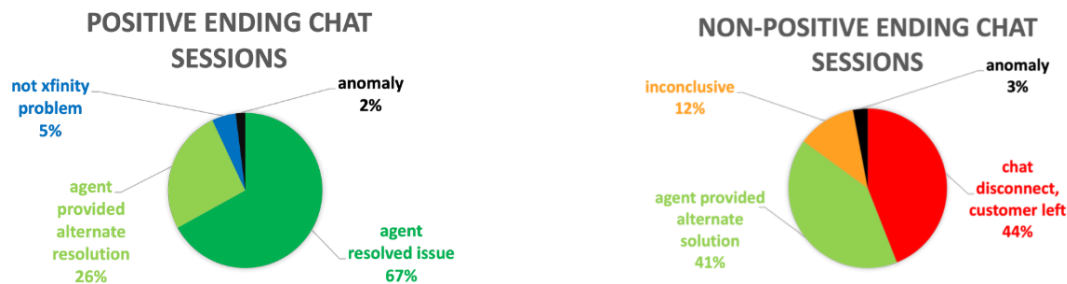 POSITIVE ENDING CHAT
SESSIONS
not xfinity
problem
5%
anomaly
2%
agent
provided
alternate
resolution
26%
agent
resolved issue
67%
NON-POSITIVE ENDING CHAT
SESSIONS
inconclusive
12%
anomaly
3%
agent provided
alternate
solution
41%
chat
disconnect,
customer left
44%